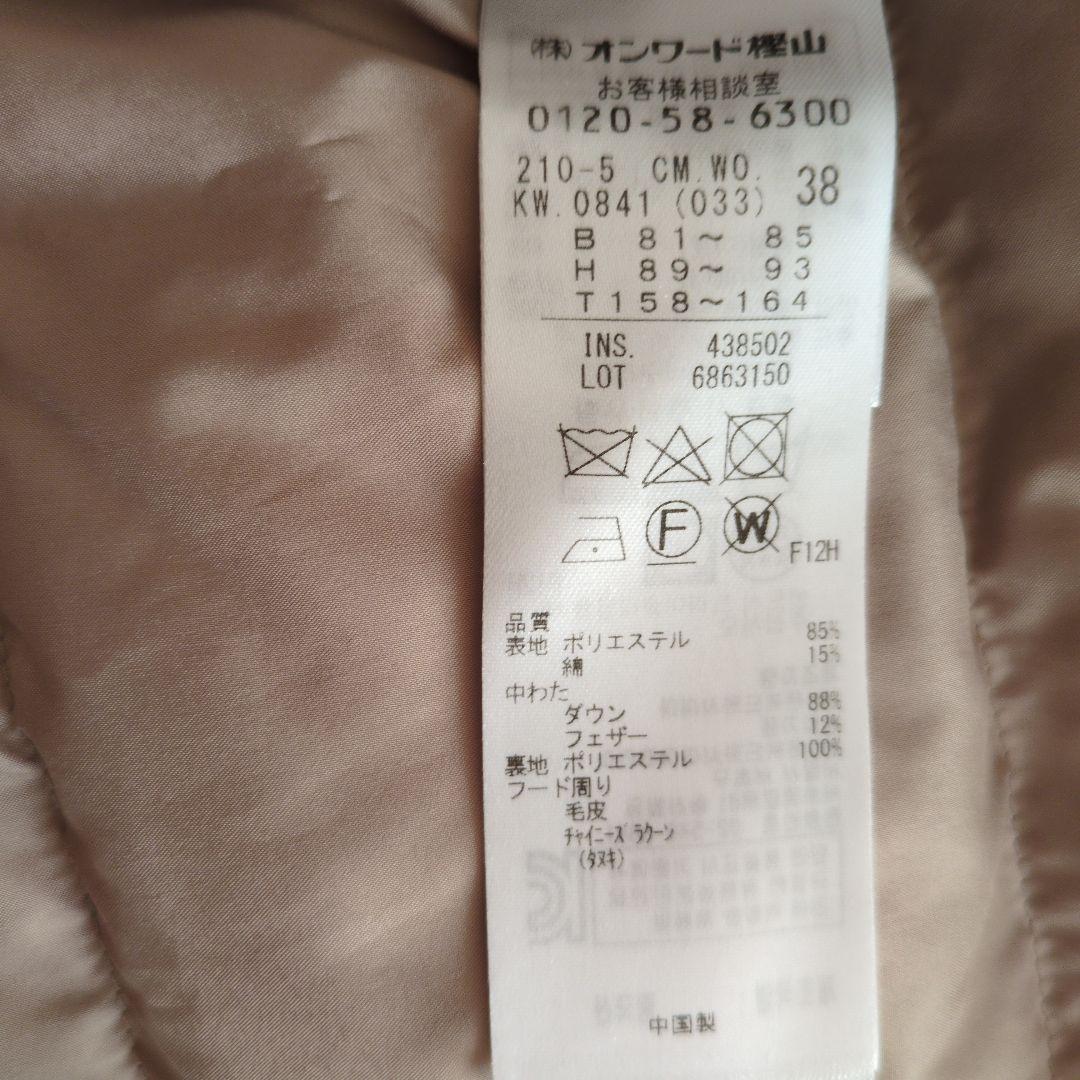 (株)オンワード樫山
お客様相談室
0120-58-6300
210-5 CM.WO. 38
KW.0841(033)
B 81～ 85
H 89～ 93
T158～164
INS. 438502
LOT 6863150
F W F12H
品質
表地 ポリエステル 85%
綿 15%
中わた
ダウン 88%
フェザー 12%
裏地 ポリエステル 100%
フード周り
毛皮
ﾁｬｲﾆｰｽﾞﾗｸｰﾝ
(ﾀﾇｷ)
中国製